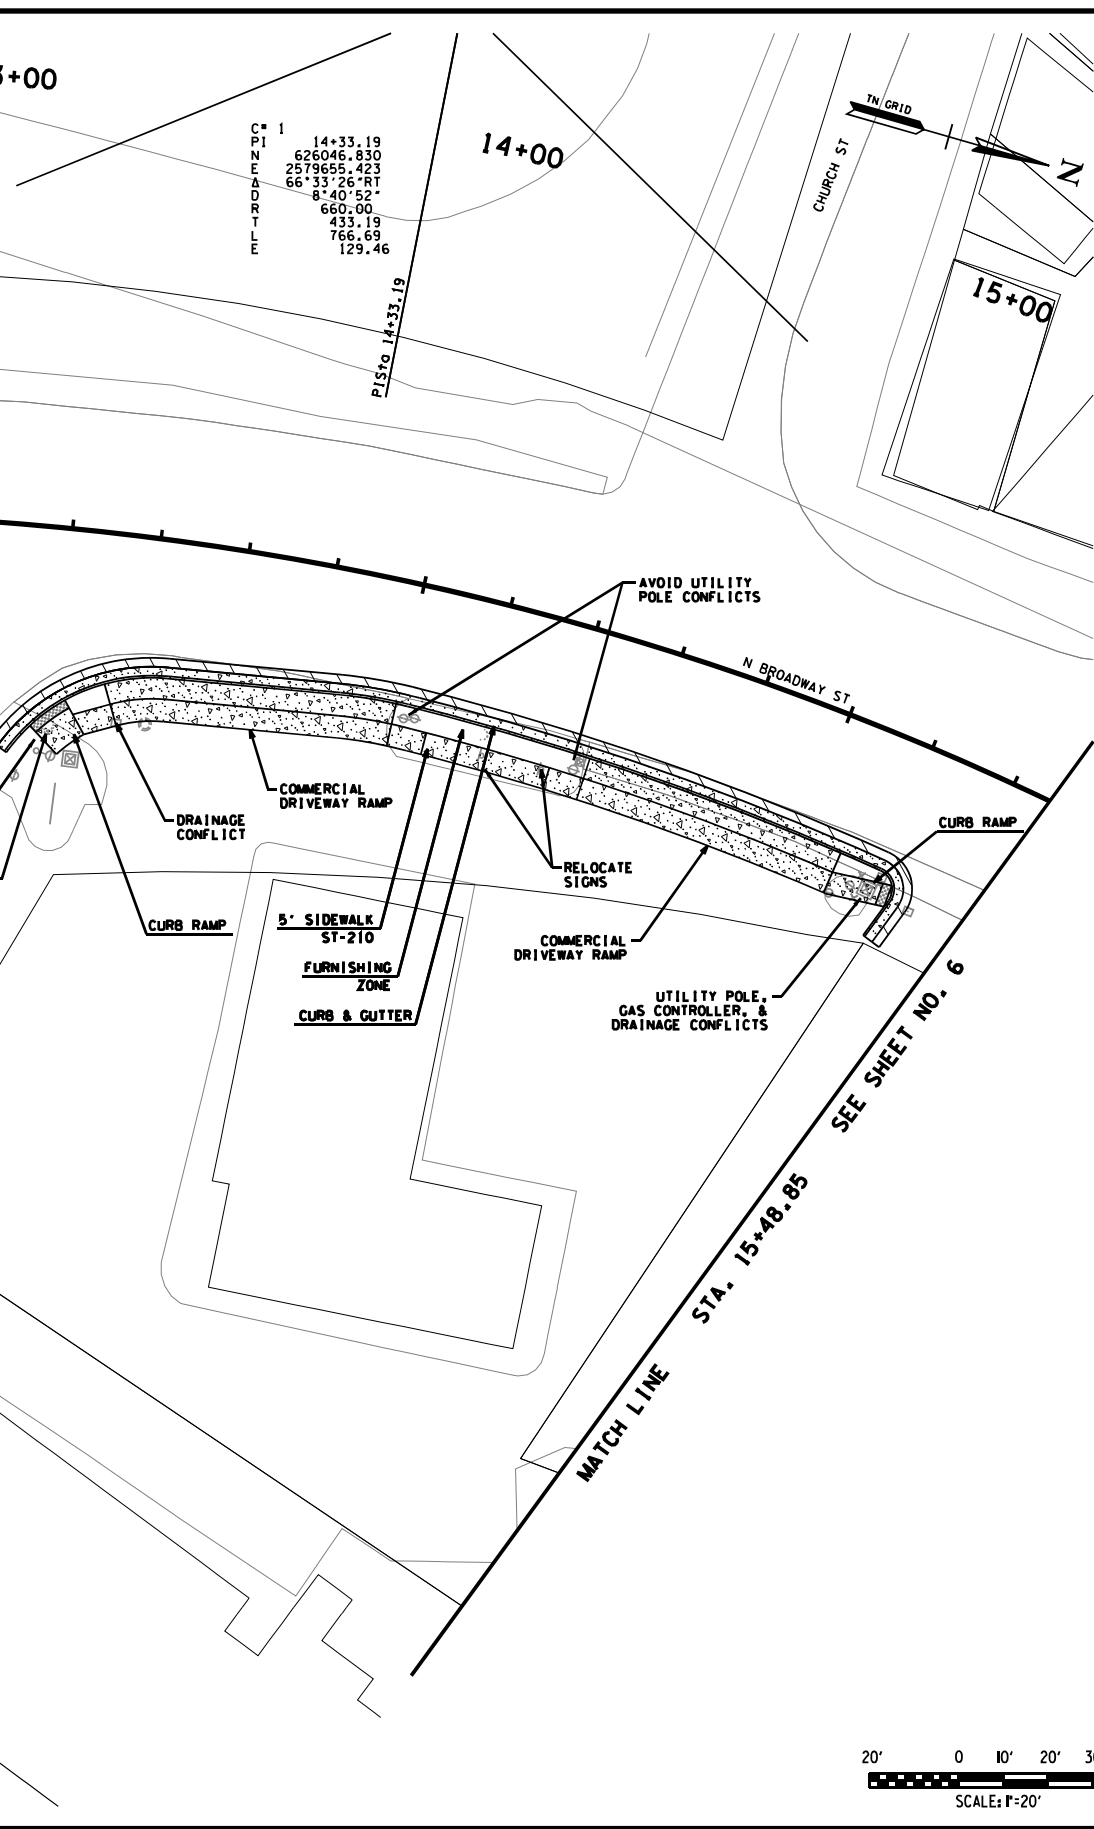 +00
C# 1
PI 14+33.19
N 626046.830
E 2579655.423
Δ 66°33'26"RT
D 8°40'52"
R 660.00
T 433.19
L 766.69
E 129.46
14+00
TN GRID
N
CHURCH ST
15+00
PISta 14+33.19
AVOID UTILITY
POLE CONFLICTS
N BROADWAY ST
COMMERCIAL
DRIVEWAY RAMP
DRAINAGE
CONFLICT
CURB RAMP
CURB RAMP
RELOCATE
SIGNS
5' SIDEWALK
ST-210
FURNISHING
ZONE
CURB & GUTTER
COMMERCIAL
DRIVEWAY RAMP
UTILITY POLE,
GAS CONTROLLER, &
DRAINAGE CONFLICTS
MATCH LINE STA. 15+48.85 SEE SHEET NO. 6
20' 0 10' 20'
SCALE: 1"=20'